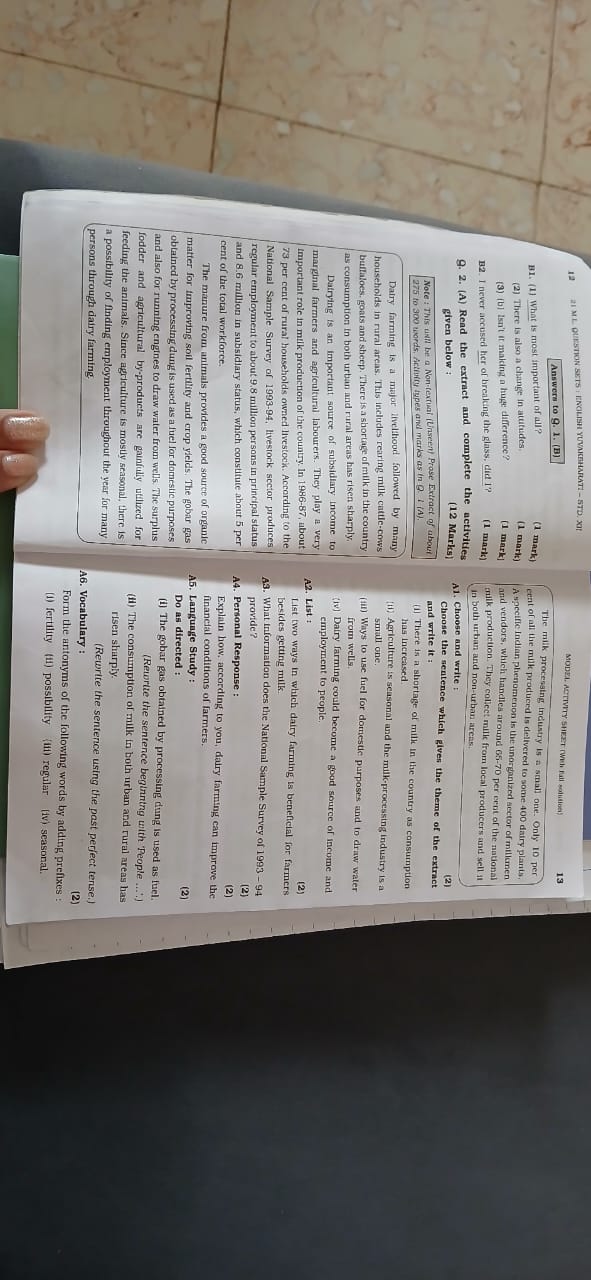 12 21 M.L. QUESTION SETS : ENGLISH YUVAKBHARATI – STD. XII
Answers to Q. 1. (B)
B1. (1) What is most important of all? (1 mark)
(2) There is also a change in attitudes. (1 mark)
(3) (b) Isn't it making a huge difference? (1 mark)
B2. I never accused her of breaking the glass, did I? (1 mark)
Q. 2. (A) Read the extract and complete the activities
given below : (12 Marks)
Note : This will be a Non-textual (Unseen) Prose Extract of about
275 to 300 words. Activity types and marks as in Q. 1 (A).
Dairy farming is a major livelihood followed by many
households in rural areas. This includes rearing milk cattle-cows
buffaloes, goats and sheep. There is a shortage of milk in the country
as consumption in both urban and rural areas has risen sharply.
Dairying is an important source of subsidiary income to
marginal farmers and agricultural labourers. They play a very
important role in milk production of the country. In 1986-87, about
73 per cent of rural households owned livestock. According to the
National Sample Survey of 1993-94, livestock sector produces
regular employment to about 9.8 million persons in principal status
and 8.6 million in subsidiary status, which constitute about 5 per
cent of the total workforce.
The manure from animals provides a good source of organic
matter for improving soil fertility and crop yields. The gobar gas
obtained by processing dung is used as a fuel for domestic purposes
and also for running engines to draw water from wells. The surplus
fodder and agricultural by-products are gainfully utilized for
feeding the animals. Since agriculture is mostly seasonal, there is
a possibility of finding employment throughout the year for many
persons through dairy farming.
MODEL ACTIVITY SHEET (With full solution) 13
The milk processing industry is a small one. Only 10 per
cent of all the milk produced is delivered to some 400 dairy plants.
A specific Indian phenomenon is the unorganized sector of milkmen
and vendors, which handles around 65-70 per cent of the national
milk production. They collect milk from local producers and sell it
in both urban and non-urban areas.
A1. Choose and write : (2)
Choose the sentence which gives the theme of the extract
and write it :
(i) There is a shortage of milk in the country as consumption
has increased
(ii) Agriculture is seasonal and the milk-processing industry is a
small one.
(iii) Ways to use fuel for domestic purposes and to draw water
from wells.
(iv) Dairy farming could become a good source of income and
employment to people.
A2. List : (2)
List two ways in which dairy farming is beneficial for farmers
besides getting milk.
A3. What information does the National Sample Survey of 1993 – 94
provide? (2)
A4. Personal Response : (2)
Explain how, according to you, dairy farming can improve the
financial conditions of farmers.
A5. Language Study : (2)
Do as directed :
(i) The gobar gas obtained by processing dung is used as fuel.
(Rewrite the sentence beginning with 'People ....'.)
(ii) The consumption of milk in both urban and rural areas has
risen sharply.
(Rewrite the sentence using the past perfect tense.)
A6. Vocabulary : (2)
Form the antonyms of the following words by adding prefixes :
(i) fertility (ii) possibility (iii) regular (iv) seasonal.